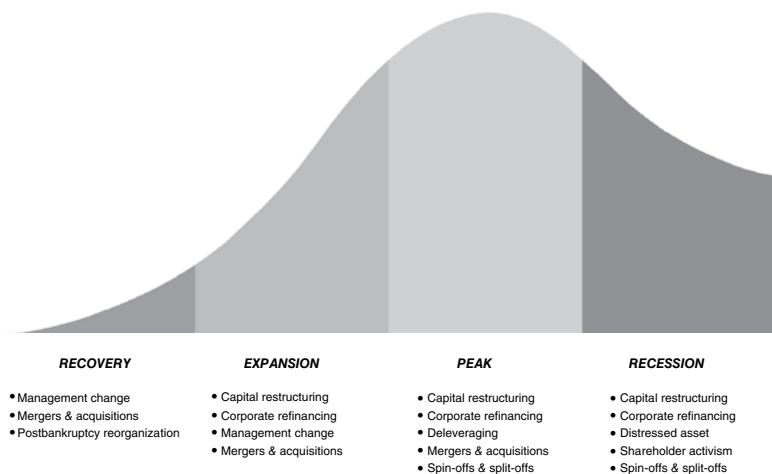 RECOVERY
• Management change
• Mergers & acquisitions
• Postbankruptcy reorganization
EXPANSION
• Capital restructuring
• Corporate refinancing
• Management change
• Mergers & acquisitions
PEAK
• Capital restructuring
• Corporate refinancing
• Deleveraging
• Mergers & acquisitions
• Spin-offs & split-offs
RECESSION
• Capital restructuring
• Corporate refinancing
• Distressed asset
• Shareholder activism
• Spin-offs & split-offs